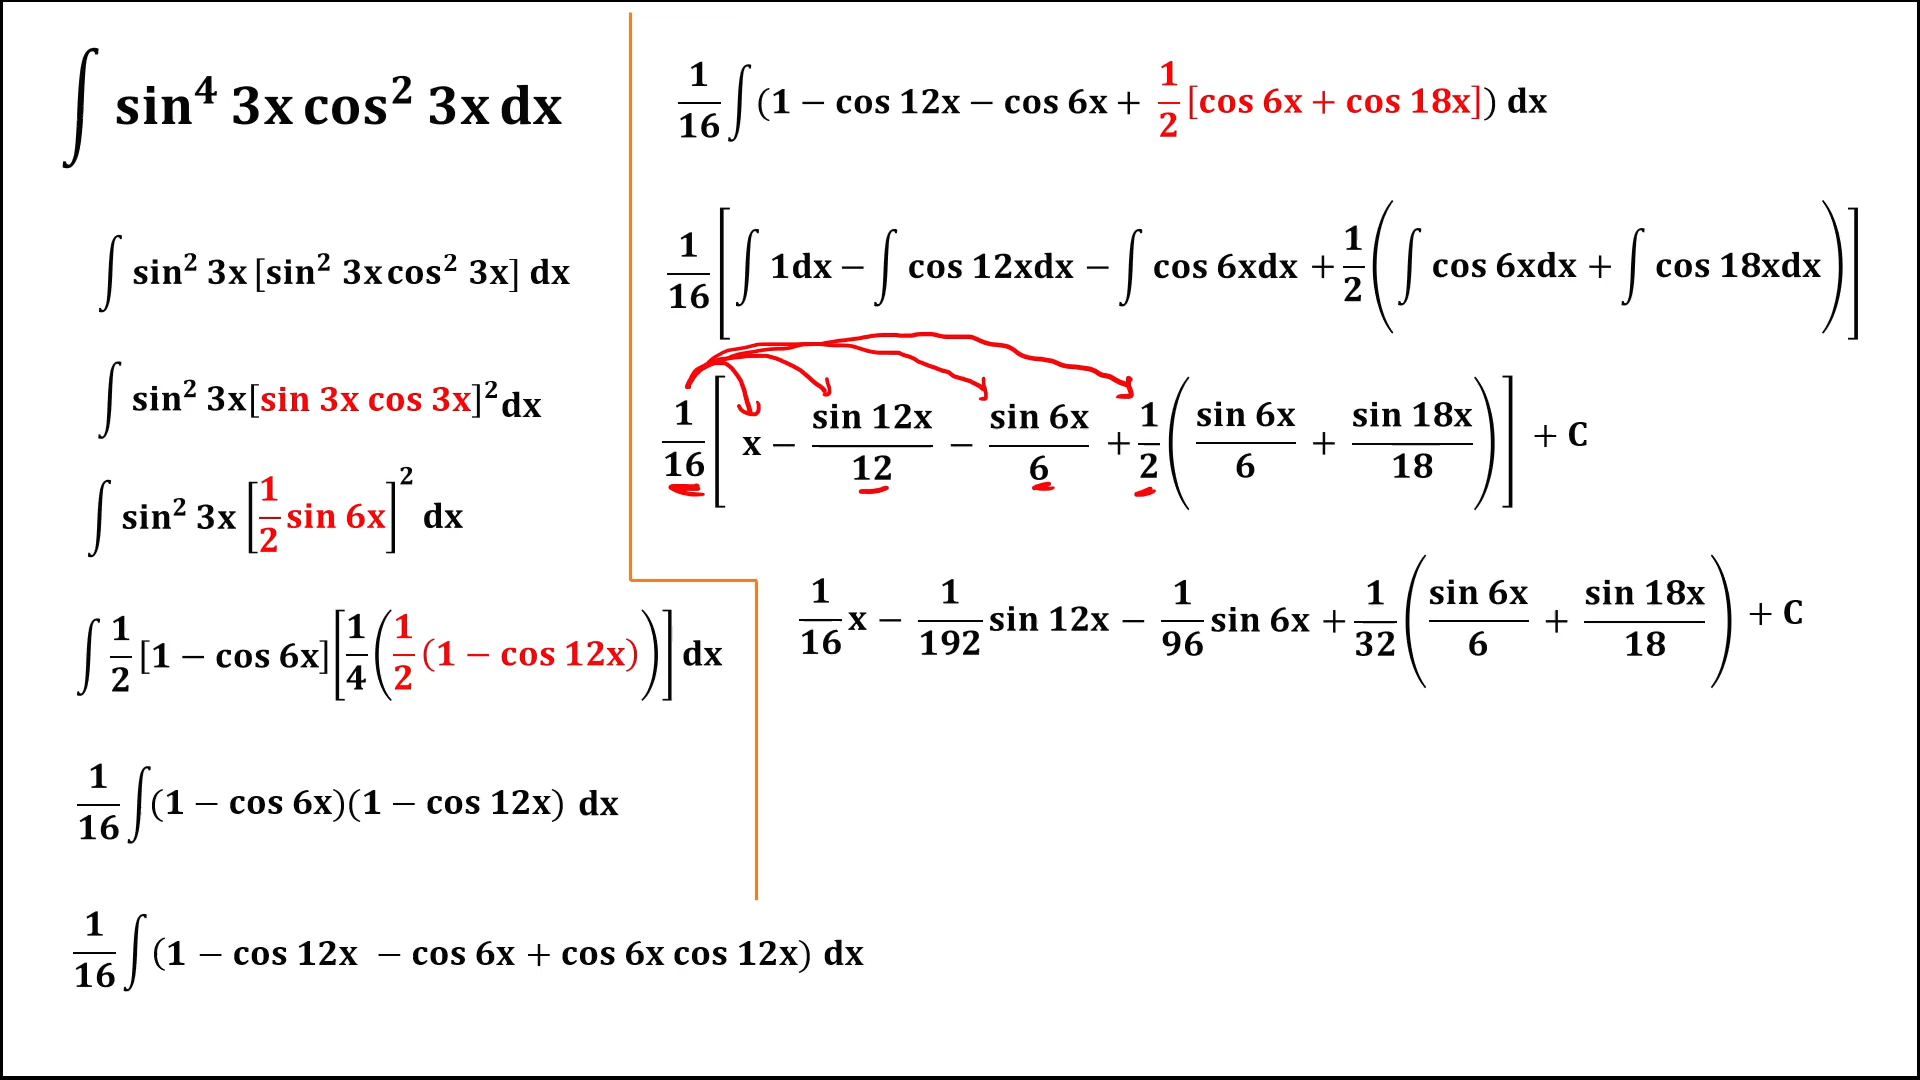 ∫ sin⁴ 3x cos² 3x dx
∫ sin² 3x [sin² 3x cos² 3x] dx
∫ sin² 3x[sin 3x cos 3x]² dx
∫ sin² 3x [1/2 sin 6x]² dx
∫ 1/2 [1 − cos 6x][1/4 (1/2 (1 − cos 12x))] dx
1/16 ∫(1 − cos 6x)(1 − cos 12x) dx
1/16 ∫(1 − cos 12x − cos 6x + cos 6x cos 12x) dx
1/16 ∫(1 − cos 12x − cos 6x + 1/2 [cos 6x + cos 18x]) dx
1/16 [∫ 1dx − ∫ cos 12xdx − ∫ cos 6xdx + 1/2 (∫ cos 6xdx + ∫ cos 18xdx)]
1/16 [x − sin 12x/12 − sin 6x/6 + 1/2 (sin 6x/6 + sin 18x/18)] + C
1/16 x − 1/192 sin 12x − 1/96 sin 6x + 1/32 (sin 6x/6 + sin 18x/18) + C